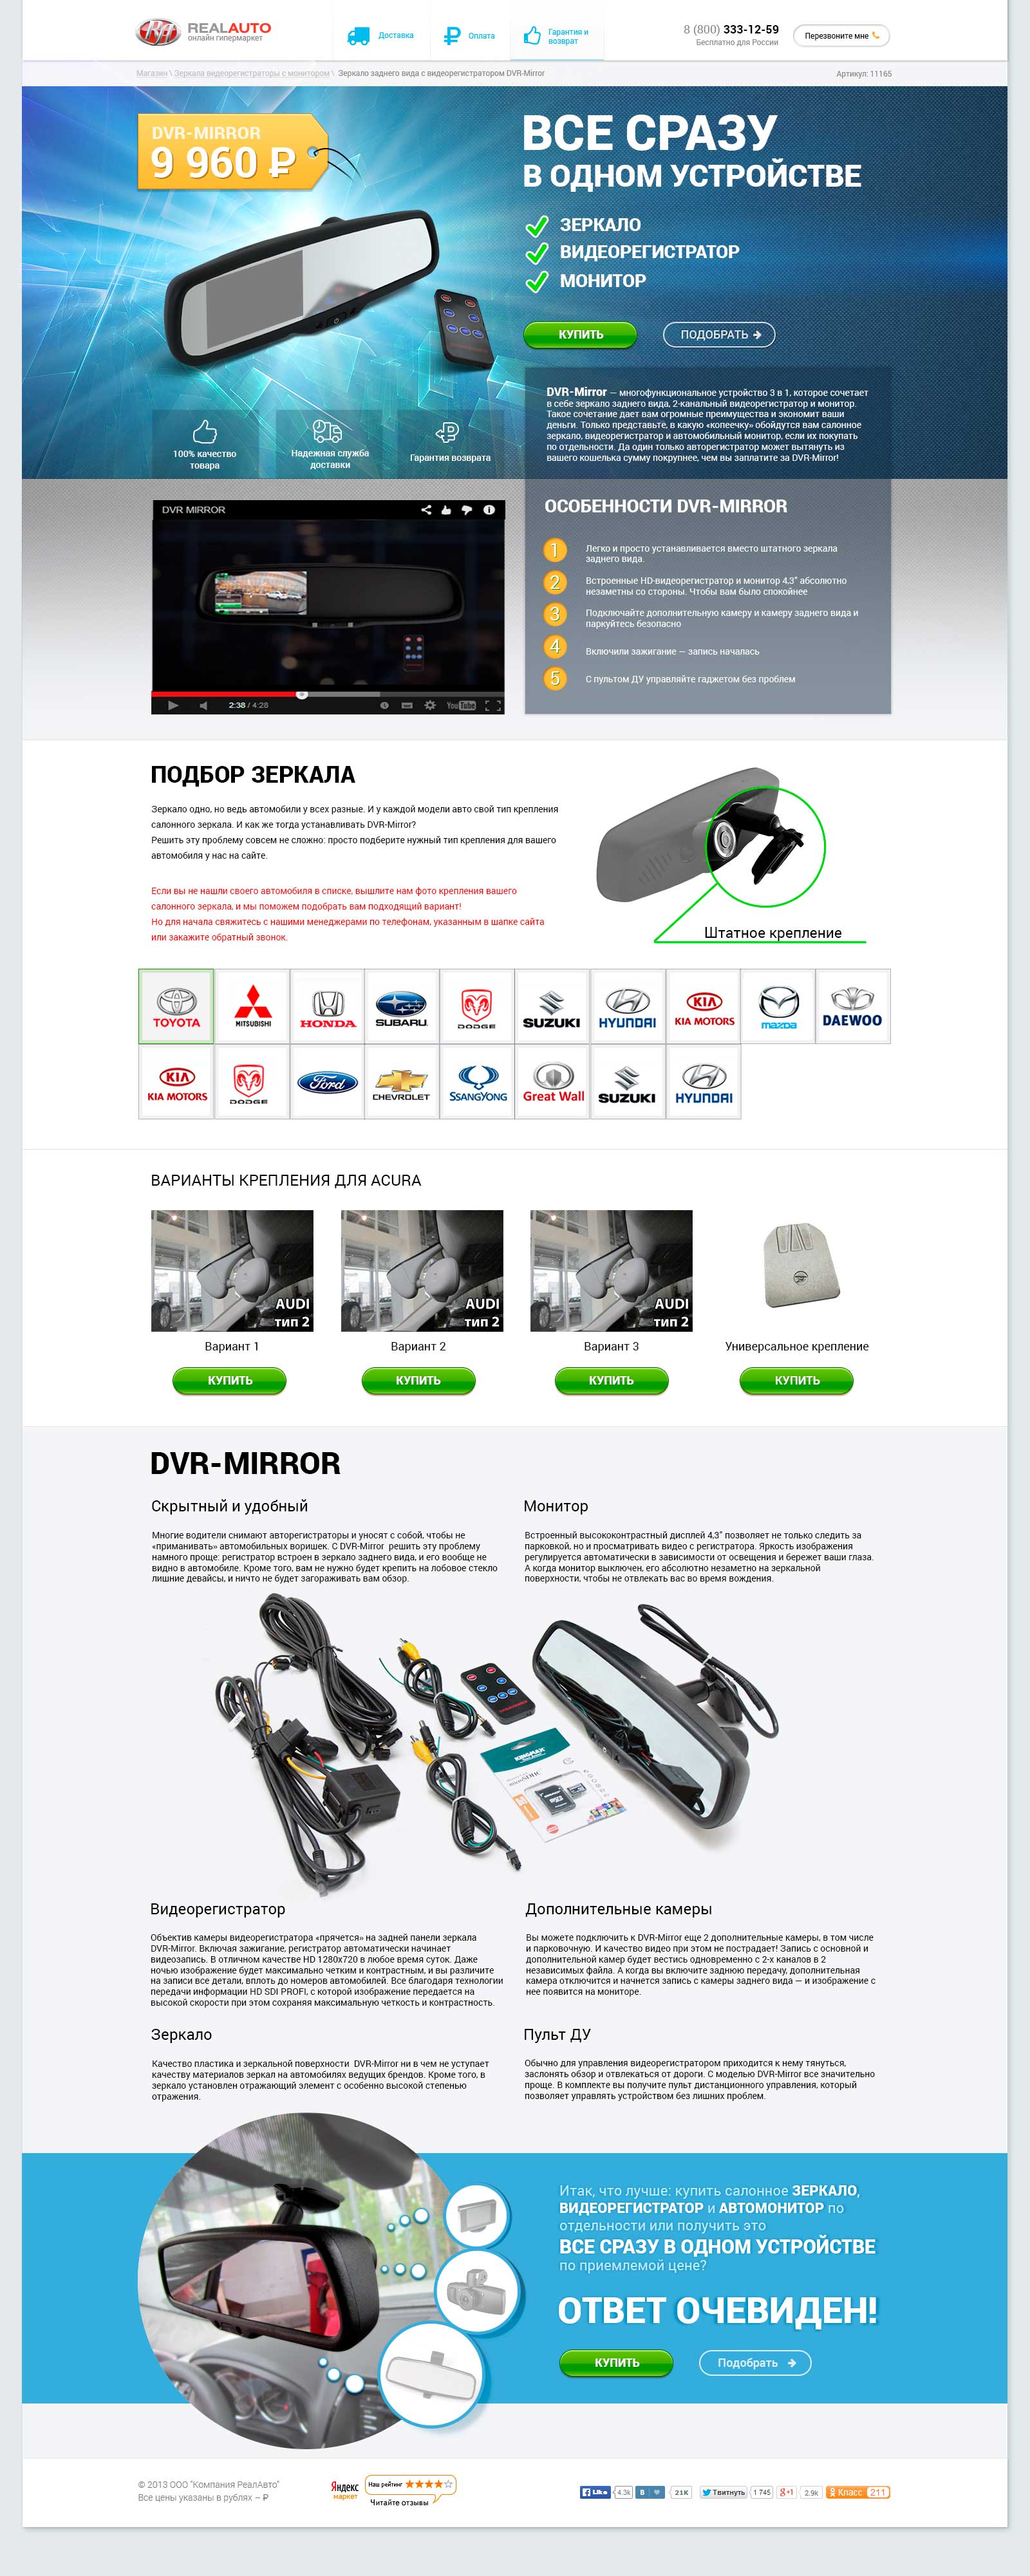 REALAUTO
онлайн гипермаркет
Доставка
Оплата
Гарантия и
возврат
8 (800) 333-12-59
Бесплатно для России
Перезвоните мне
Магазин \ Зеркала видеорегистраторы с монитором \ Зеркало заднего вида с видеорегистратором DVR-Mirror
Артикул: 11165
DVR-MIRROR
9 960 ₽
ВСЕ СРАЗУ
В ОДНОМ УСТРОЙСТВЕ
ЗЕРКАЛО
ВИДЕОРЕГИСТРАТОР
МОНИТОР
КУПИТЬ
ПОДОБРАТЬ
100% качество
товара
Надежная служба
доставки
Гарантия возврата
DVR-Mirror — многофункциональное устройство 3 в 1, которое сочетает
в себе зеркало заднего вида, 2-канальный видеорегистратор и монитор.
Такое сочетание дает вам огромные преимущества и экономит ваши
деньги. Только представьте, в какую «копеечку» обойдутся вам салонное
зеркало, видеорегистратор и автомобильный монитор, если их покупать
по отдельности. Да один только авторегистратор может вытянуть из
вашего кошелька сумму покрупнее, чем вы заплатите за DVR-Mirror!
DVR MIRROR
2:38 / 4:28
YouTube
ОСОБЕННОСТИ DVR-MIRROR
1
Легко и просто устанавливается вместо штатного зеркала
заднего вида.
2
Встроенные HD-видеорегистратор и монитор 4,3” абсолютно
незаметны со стороны. Чтобы вам было спокойнее
3
Подключайте дополнительную камеру и камеру заднего вида и
паркуйтесь безопасно
4
Включили зажигание — запись началась
5
С пультом ДУ управляйте гаджетом без проблем
ПОДБОР ЗЕРКАЛА
Зеркало одно, но ведь автомобили у всех разные. И у каждой модели авто свой тип крепления
салонного зеркала. И как же тогда устанавливать DVR-Mirror?
Решить эту проблему совсем не сложно: просто подберите нужный тип крепления для вашего
автомобиля у нас на сайте.
Если вы не нашли своего автомобиля в списке, вышлите нам фото крепления вашего
салонного зеркала, и мы поможем подобрать вам подходящий вариант!
Но для начала свяжитесь с нашими менеджерами по телефонам, указанным в шапке сайта
или закажите обратный звонок.
Штатное крепление
TOYOTA
MITSUBISHI
HONDA
SUBARU
DODGE
SUZUKI
HYUNDAI
KIA
KIA MOTORS
mazda
DAEWOO
KIA
KIA MOTORS
DODGE
Ford
CHEVROLET
SSANGYONG
Great Wall
SUZUKI
HYUNDAI
ВАРИАНТЫ КРЕПЛЕНИЯ ДЛЯ ACURA
AUDI
тип 2
AUDI
тип 2
AUDI
тип 2
Вариант 1
Вариант 2
Вариант 3
Универсальное крепление
КУПИТЬ
КУПИТЬ
КУПИТЬ
КУПИТЬ
DVR-MIRROR
Скрытный и удобный
Многие водители снимают авторегистраторы и уносят с собой, чтобы не
«приманивать» автомобильных воришек. С DVR-Mirror решить эту проблему
намного проще: регистратор встроен в зеркало заднего вида, и его вообще не
видно в автомобиле. Кроме того, вам не нужно будет крепить на лобовое стекло
лишние девайсы, и ничто не будет загораживать вам обзор.
Монитор
Встроенный высококонтрастный дисплей 4,3” позволяет не только следить за
парковкой, но и просматривать видео с регистратора. Яркость изображения
регулируется автоматически в зависимости от освещения и бережет ваши глаза.
А когда монитор выключен, его абсолютно незаметно на зеркальной
поверхности, чтобы не отвлекать вас во время вождения.
KINGMAX
Видеорегистратор
Объектив камеры видеорегистратора «прячется» на задней панели зеркала
DVR-Mirror. Включая зажигание, регистратор автоматически начинает
видеозапись. В отличном качестве HD 1280x720 в любое время суток. Даже
ночью изображение будет максимально четким и контрастным, и вы различите
на записи все детали, вплоть до номеров автомобилей. Все благодаря технологии
передачи информации HD SDI PROFI, с которой изображение передается на
высокой скорости при этом сохраняя максимальную четкость и контрастность.
Дополнительные камеры
Вы можете подключить к DVR-Mirror еще 2 дополнительные камеры, в том числе
и парковочную. И качество видео при этом не пострадает! Запись с основной и
дополнительной камер будет вестись одновременно с 2-х каналов в 2
независимых файла. А когда вы включите заднюю передачу, дополнительная
камера отключится и начнется запись с камеры заднего вида — и изображение с
нее появится на мониторе.
Зеркало
Качество пластика и зеркальной поверхности DVR-Mirror ни в чем не уступает
качеству материалов зеркал на автомобилях ведущих брендов. Кроме того, в
зеркало установлен отражающий элемент с особенно высокой степенью
отражения.
Пульт ДУ
Обычно для управления видеорегистратором приходится к нему тянуться,
заслонять обзор и отвлекаться от дороги. С моделью DVR-Mirror все значительно
проще. В комплекте вы получите пульт дистанционного управления, который
позволяет управлять устройством без лишних проблем.
Итак, что лучше: купить салонное ЗЕРКАЛО,
ВИДЕОРЕГИСТРАТОР и АВТОМОНИТОР по
отдельности или получить это
ВСЕ СРАЗУ В ОДНОМ УСТРОЙСТВЕ
по приемлемой цене?
ОТВЕТ ОЧЕВИДЕН!
КУПИТЬ
Подобрать
© 2013 ООО "Компания РеалАвто"
Все цены указаны в рублях – ₽
Яндекс
маркет
Наш рейтинг
Читайте отзывы
Like
4.3k
В
21K
Твитнуть
1 745
+1
2.9k
Класс
211